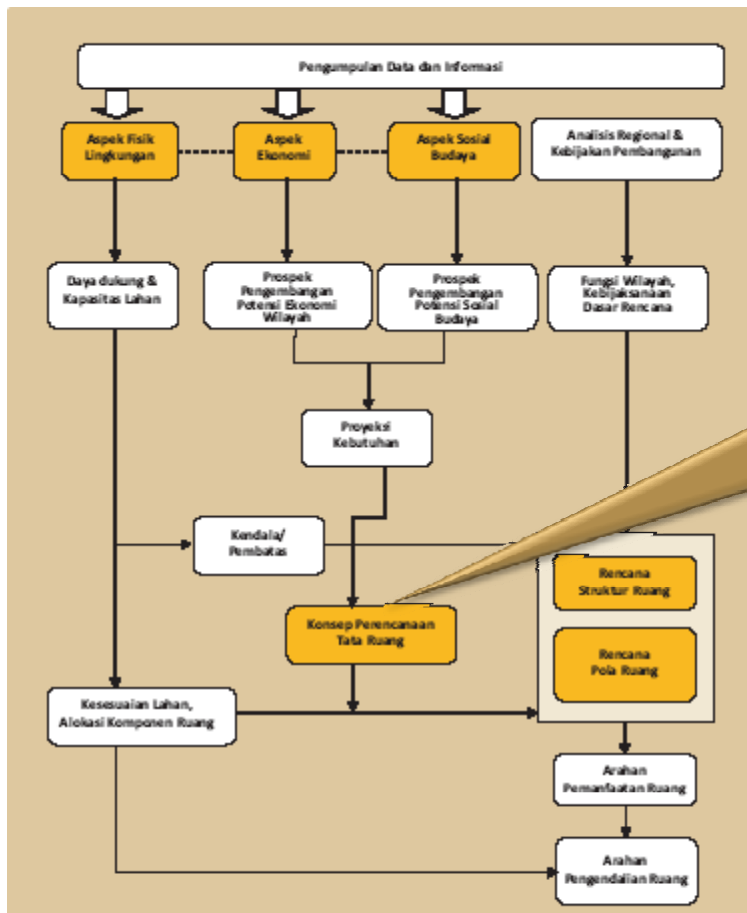 Pengumpulan Data dan Informasi
Aspek Fisik
Lingkungan
Aspek
Ekonomi
Aspek Sosial
Budaya
Analisis Regional &
Kebijakan Pembangunan
Daya dukung &
Kapasitas Lahan
Prospek
Pengembangan
Potensi Ekonomi
Wilayah
Prospek
Pengembangan
Potensi Sosial
Budaya
Fungsi Wilayah,
Kebijaksanaan
Dasar Rencana
Proyeksi
Kebutuhan
Kendala/
Pembatas
Rencana
Struktur Ruang
Konsep Perencanaan
Tata Ruang
Rencana
Pola Ruang
Kesesuaian Lahan,
Alokasi Komponen Ruang
Arahan
Pemanfaatan Ruang
Arahan
Pengendalian Ruang